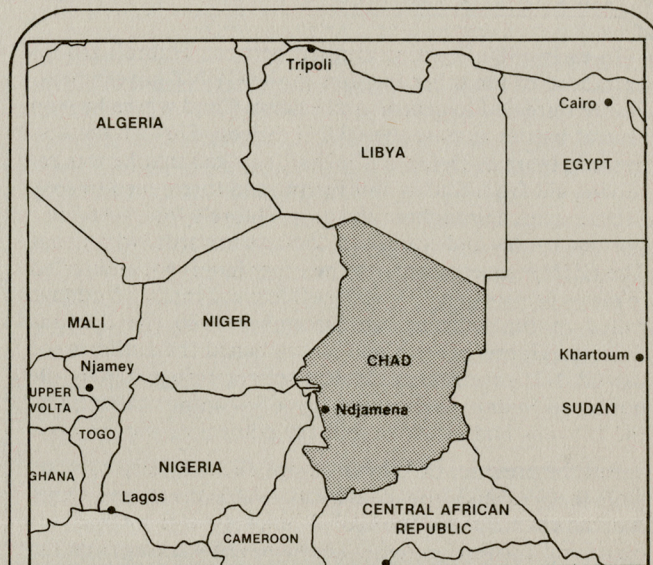 Tripoli
Cairo
ALGERIA
LIBYA
EGYPT
MALI
NIGER
CHAD
Khartoum
Njamey
UPPER
VOLTA
Ndjamena
SUDAN
TOGO
NIGERIA
GHANA
Lagos
CENTRAL AFRICAN
REPUBLIC
CAMEROON